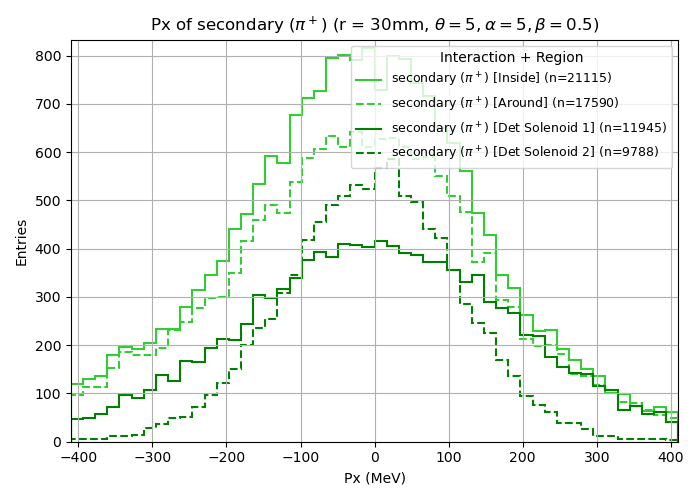 Px of secondary (π⁺) (r = 30mm, θ = 5, α = 5, β = 0.5)
Interaction + Region
secondary (π⁺) [Inside] (n=21115)
secondary (π⁺) [Around] (n=17590)
secondary (π⁺) [Det Solenoid 1] (n=11945)
secondary (π⁺) [Det Solenoid 2] (n=9788)
Entries
800
700
600
500
400
300
200
100
0
−400 −300 −200 −100 0 100 200 300 400
Px (MeV)